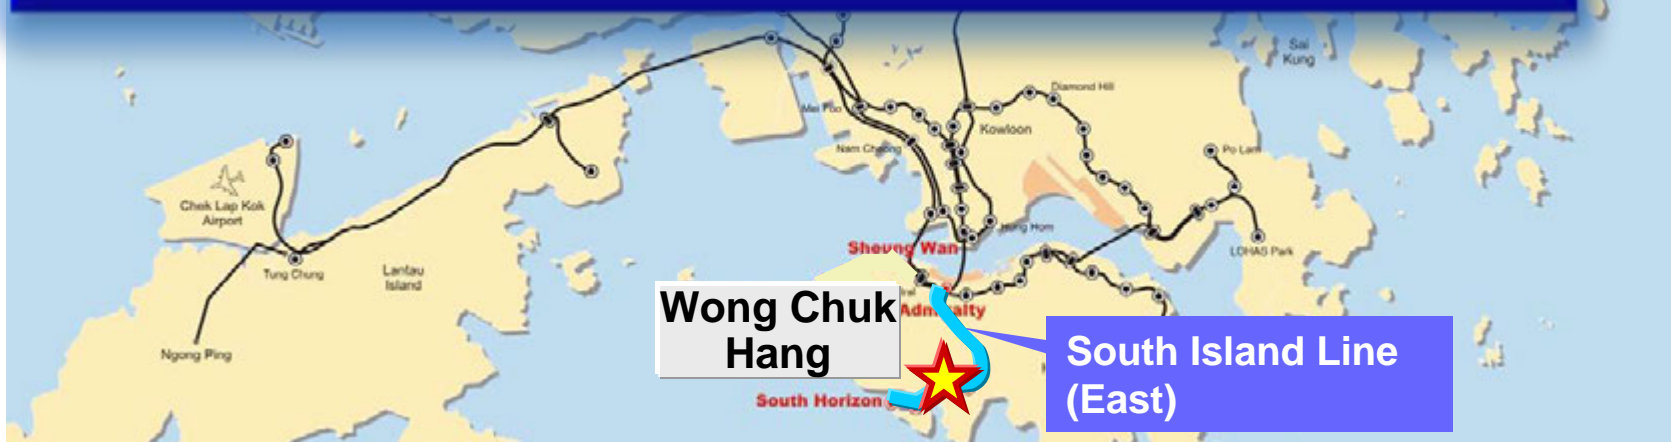 Sai
Kung
Diamond Hill
Mei Foo
Kowloon
Nam Cheong
Po Lam
Chek Lap Kok
Airport
Hung Hom
Sheung Wan
LOHAS Park
Tung Chung
Lantau
Island
Wong Chuk
Hang
Admiralty
South Island Line
(East)
Ngong Ping
South Horizon